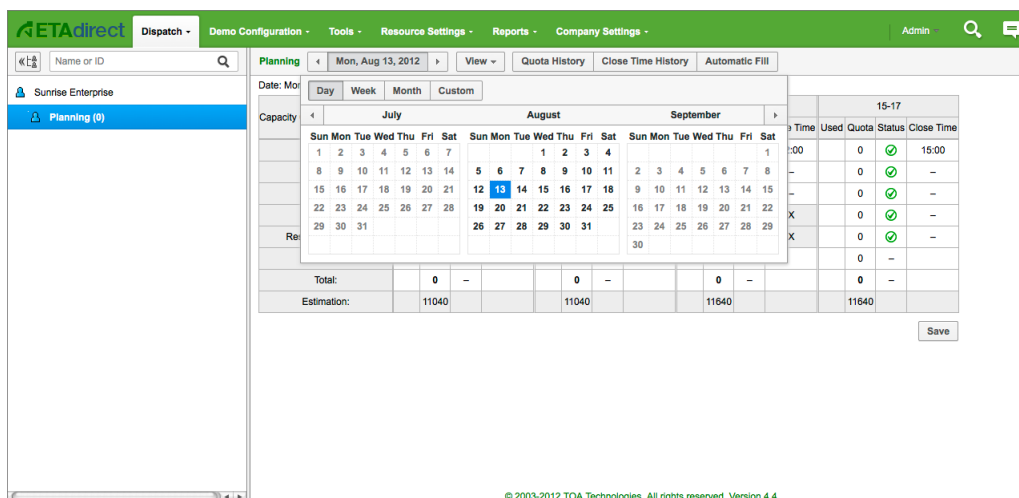 ETAdirect Dispatch Demo Configuration Tools Resource Settings Reports Company Settings Admin
Name or ID Planning Mon, Aug 13, 2012 View Quota History Close Time History Automatic Fill
Sunrise Enterprise
Planning (0)
Date: Mon
Day Week Month Custom
Capacity
July August September
15-17
Time Used Quota Status Close Time
Sun Mon Tue Wed Thu Fri Sat Sun Mon Tue Wed Thu Fri Sat Sun Mon Tue Wed Thu Fri Sat
1 2 3 4 5 6 7 1 2 3 4 1
:00 0 15:00
8 9 10 11 12 13 14 5 6 7 8 9 10 11 2 3 4 5 6 7 8
– 0 –
15 16 17 18 19 20 21 12 13 14 15 16 17 18 9 10 11 12 13 14 15
– 0 –
22 23 24 25 26 27 28 19 20 21 22 23 24 25 16 17 18 19 20 21 22
X 0 –
29 30 31 26 27 28 29 30 31 23 24 25 26 27 28 29
Res X 0 –
30
0 –
Total: 0 – 0 – 0 – 0 –
Estimation: 11040 11040 11640 11640
Save
© 2003-2012 TOA Technologies. All rights reserved. Version 4.4